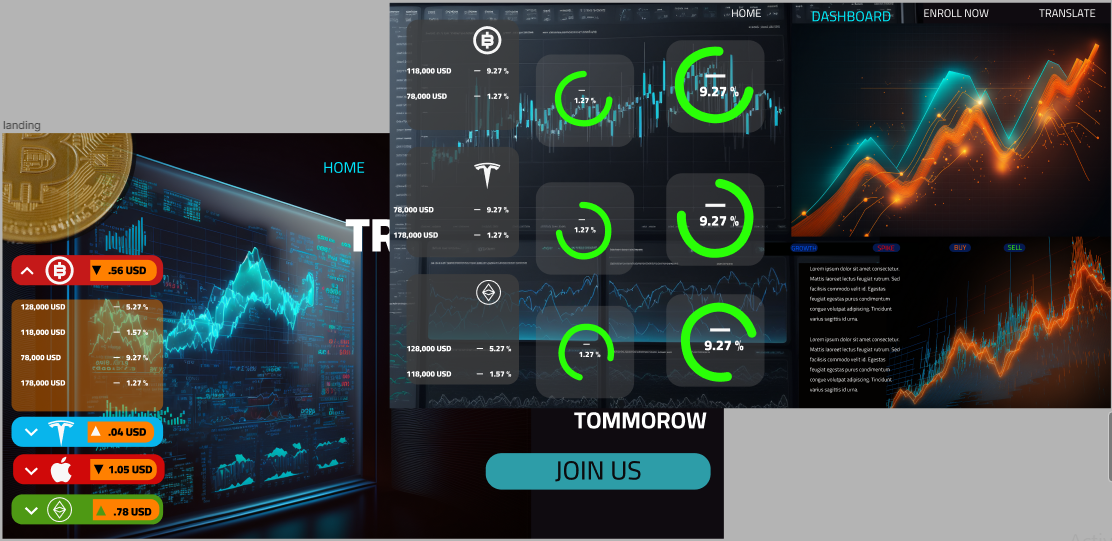 landing
HOME
TR
.56 USD
128,000 USD — 5.27 %
118,000 USD — 1.57 %
78,000 USD — 9.27 %
178,000 USD — 1.27 %
.04 USD
1.05 USD
.78 USD
TOMMOROW
JOIN US
HOME
DASHBOARD
ENROLL NOW
TRANSLATE
118,000 USD — 9.27 %
78,000 USD — 1.27 %
— 1.27 %
— 9.27 %
78,000 USD — 9.27 %
178,000 USD — 1.27 %
— 1.27 %
— 9.27 %
128,000 USD — 5.27 %
118,000 USD — 1.57 %
— 1.27 %
— 9.27 %
GROWTH
SPIKE
BUY
SELL
Lorem ipsum dolor sit amet consectetur.
Mattis laoreet lectus feugiat rutrum. Sed
facilisis commodo velit id. Egestas
feugiat egestas purus condimentum
congue volutpat adipiscing tincidunt
varius sagittis id urna.
Lorem ipsum dolor sit amet consectetur.
Mattis laoreet lectus feugiat rutrum. Sed
facilisis commodo velit id. Egestas
feugiat egestas purus condimentum
congue volutpat adipiscing tincidunt
varius sagittis id urna.